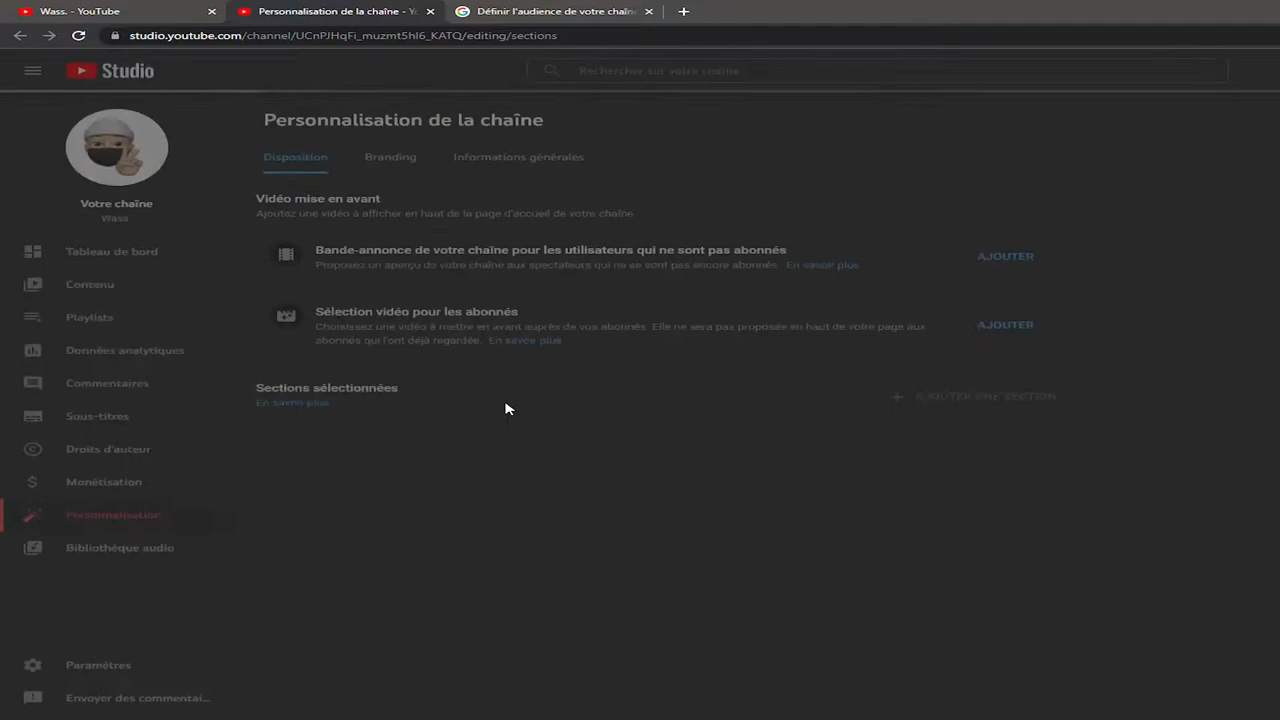 Wass. - YouTube
Personnalisation de la chaîne - Yo
Définir l'audience de votre chaîn
studio.youtube.com/channel/UCnPJHqFi_muzmt5hl6_KATQ/editing/sections
Studio
Rechercher sur votre chaîne
Personnalisation de la chaîne
Disposition
Branding
Informations générales
Votre chaîne
Wass
Vidéo mise en avant
Ajoutez une vidéo à afficher en haut de la page d'accueil de votre chaîne
Tableau de bord
Bande-annonce de votre chaîne pour les utilisateurs qui ne sont pas abonnés
Proposez un aperçu de votre chaîne aux spectateurs qui ne se sont pas encore abonnés. En savoir plus
AJOUTER
Contenu
Playlists
Sélection vidéo pour les abonnés
Choisissez une vidéo à mettre en avant auprès de vos abonnés. Elle ne sera pas proposée en haut de votre page aux
abonnés qui l'ont déjà regardée. En savoir plus
AJOUTER
Données analytiques
Commentaires
Sections sélectionnées
En savoir plus
+ AJOUTER UNE SECTION
Sous-titres
Droits d'auteur
Monétisation
Personnalisation
Bibliothèque audio
Paramètres
Envoyer des commentai...